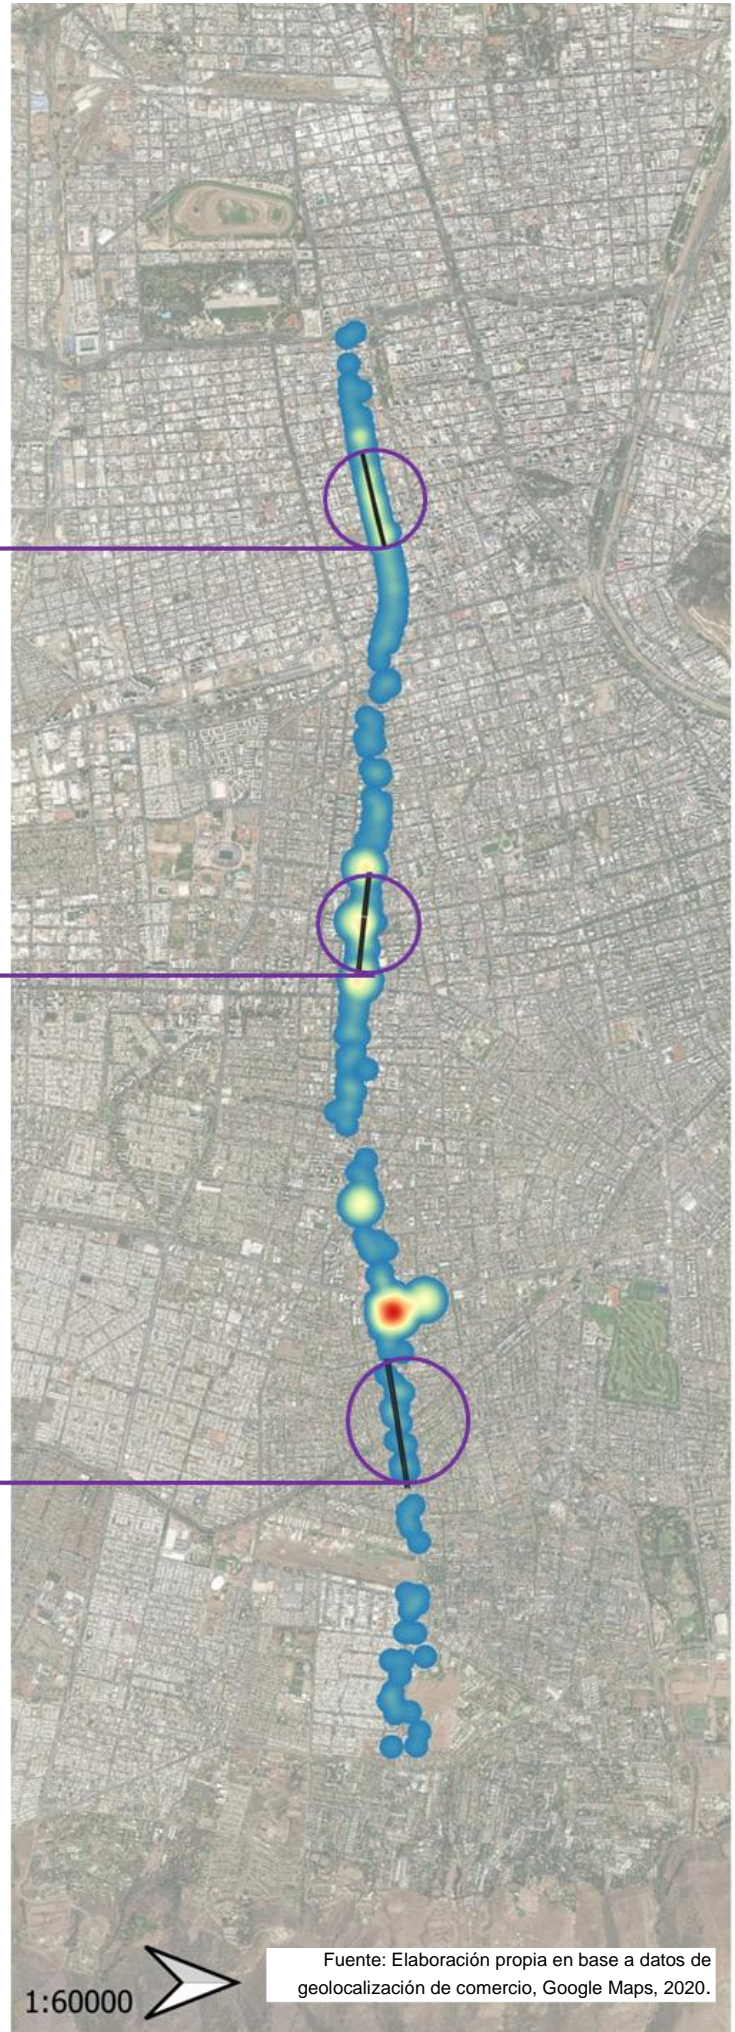 Fuente: Elaboración propia en base a datos de
geolocalización de comercio, Google Maps, 2020.
1:60000